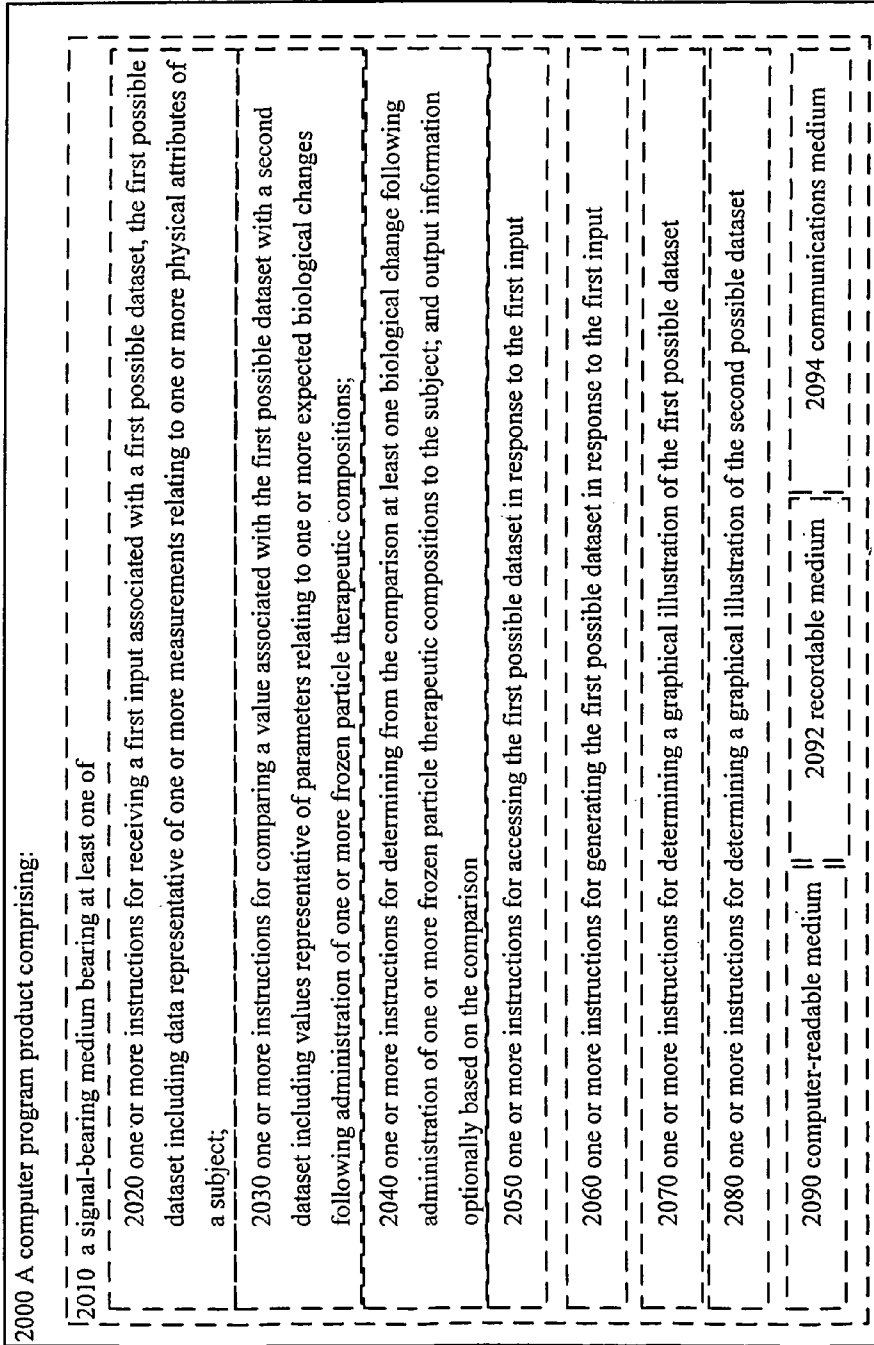 2000 A computer program product comprising:
2010 a signal-bearing medium bearing at least one of
2020 one or more instructions for receiving a first input associated with a first possible dataset, the first possible
dataset including data representative of one or more measurements relating to one or more physical attributes of
a subject;
2030 one or more instructions for comparing a value associated with the first possible dataset with a second
dataset including values representative of parameters relating to one or more expected biological changes
following administration of one or more frozen particle therapeutic compositions;
2040 one or more instructions for determining from the comparison at least one biological change following
administration of one or more frozen particle therapeutic compositions to the subject; and output information
optionally based on the comparison
2050 one or more instructions for accessing the first possible dataset in response to the first input
2060 one or more instructions for generating the first possible dataset in response to the first input
2070 one or more instructions for determining a graphical illustration of the first possible dataset
2080 one or more instructions for determining a graphical illustration of the second possible dataset
2090 computer-readable medium
2092 recordable medium
2094 communications medium